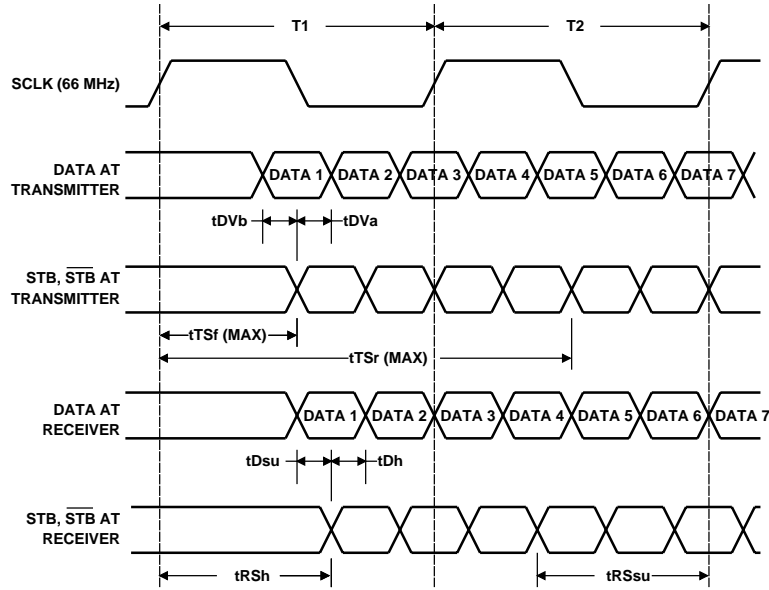 T1 T2
SCLK (66 MHz)
DATA AT
TRANSMITTER
DATA 1 DATA 2 DATA 3 DATA 4 DATA 5 DATA 6 DATA 7
tDVb tDVa
STB, STB AT
TRANSMITTER
tTSf (MAX)
tTSr (MAX)
DATA AT
RECEIVER
DATA 1 DATA 2 DATA 3 DATA 4 DATA 5 DATA 6 DATA 7
tDsu tDh
STB, STB AT
RECEIVER
tRSh tRSsu